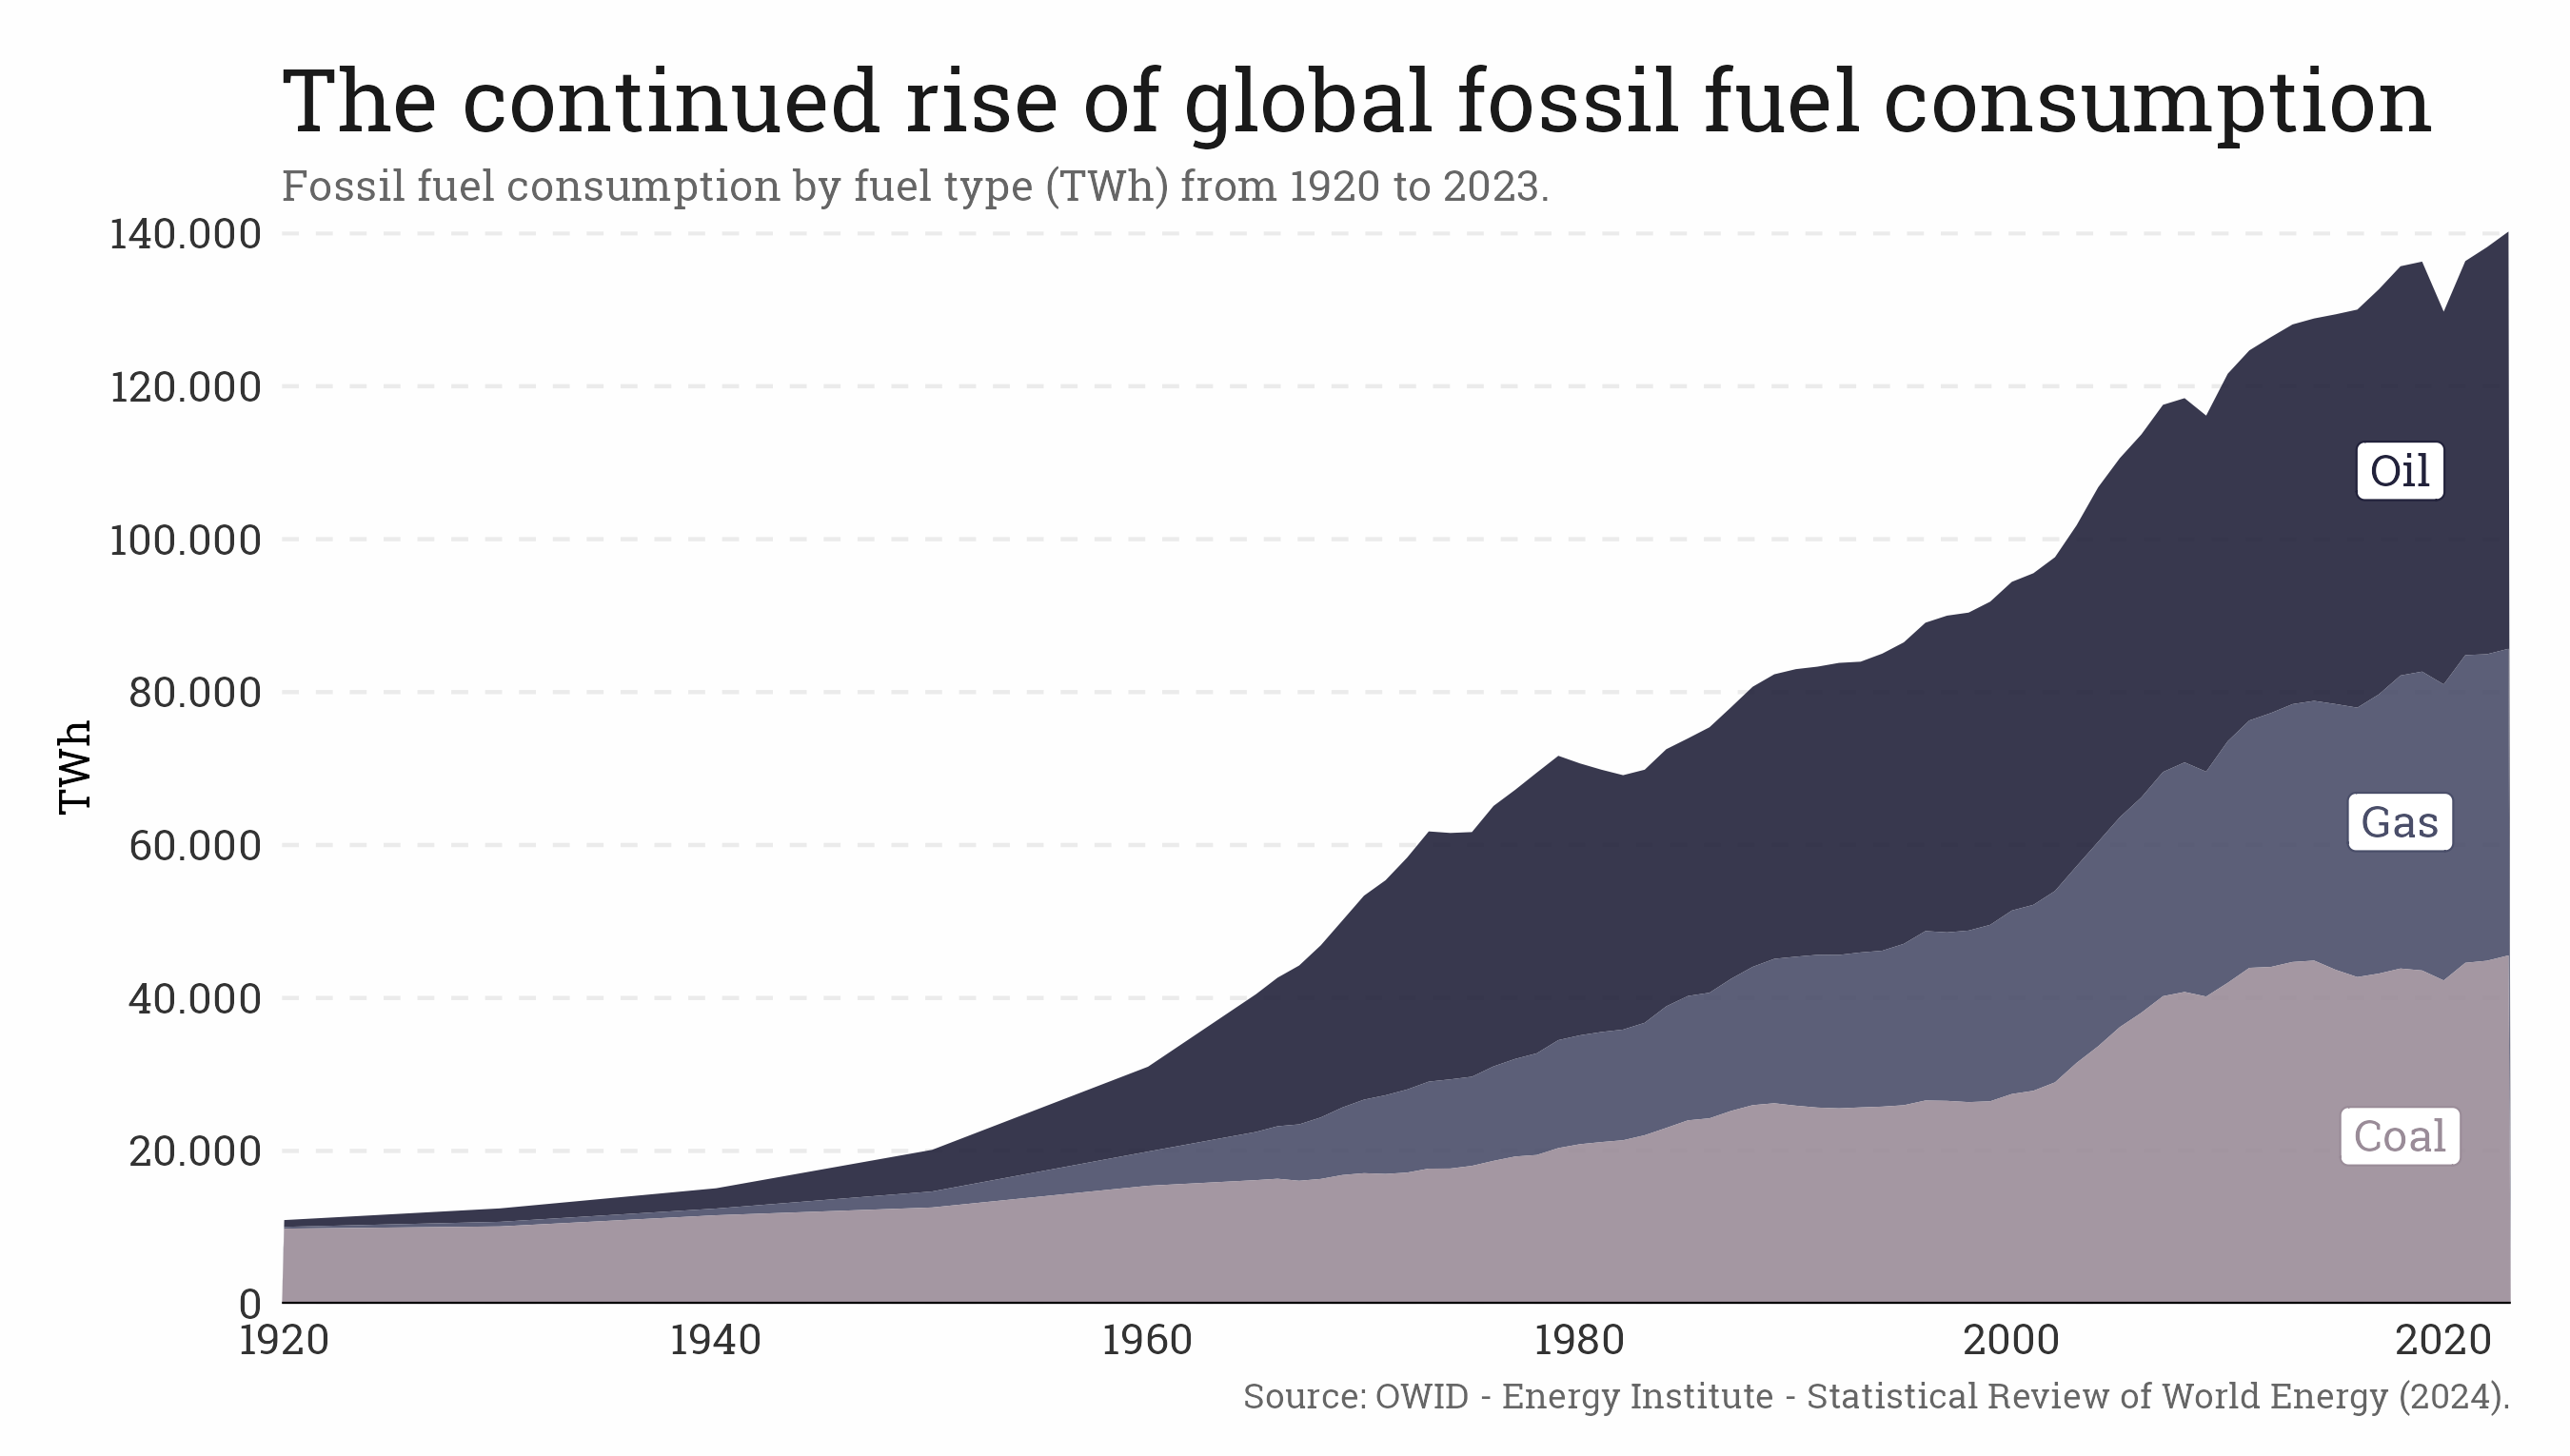 The continued rise of global fossil fuel consumption
Fossil fuel consumption by fuel type (TWh) from 1920 to 2023.
140.000
120.000
100.000
80.000
60.000
40.000
20.000
0
TWh
Oil
Gas
Coal
1920 1940 1960 1980 2000 2020
Source: OWID - Energy Institute - Statistical Review of World Energy (2024).